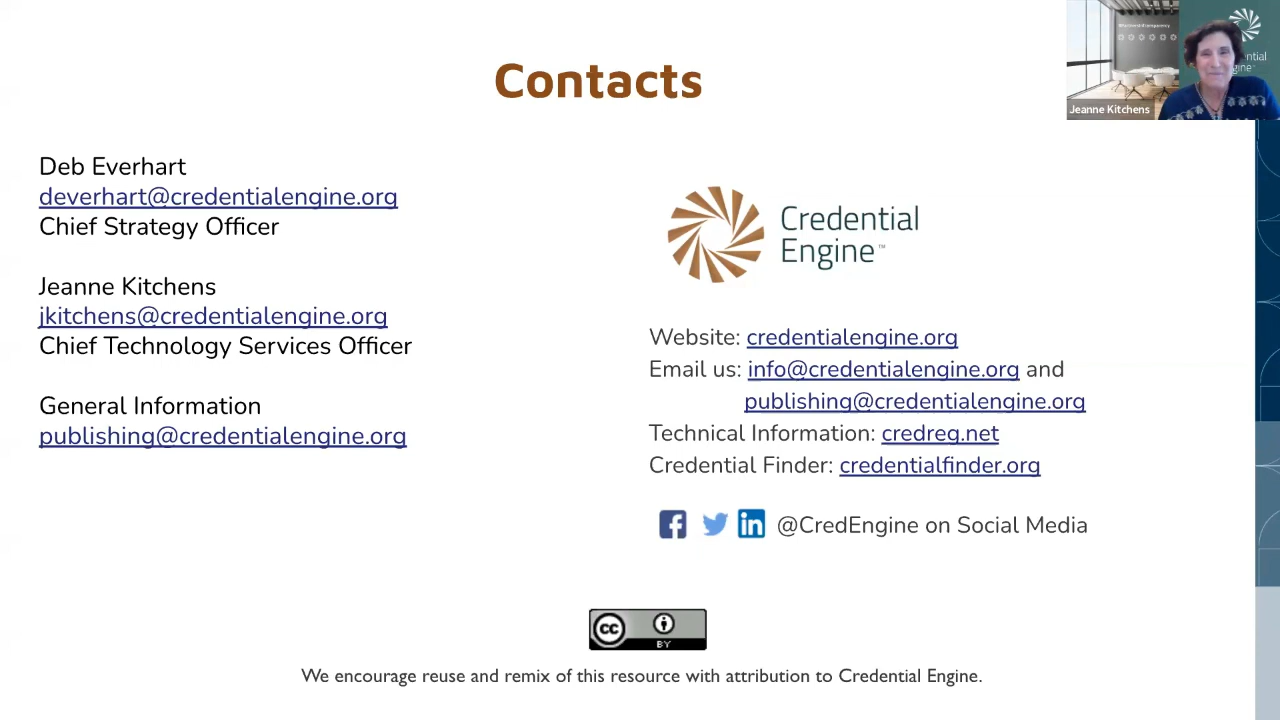 Contacts
Jeanne Kitchens
Deb Everhart
deverhart@credentialengine.org
Chief Strategy Officer
Jeanne Kitchens
jkitchens@credentialengine.org
Chief Technology Services Officer
General Information
publishing@credentialengine.org
Credential
Engine™
Website: credentialengine.org
Email us: info@credentialengine.org and
publishing@credentialengine.org
Technical Information: credreg.net
Credential Finder: credentialfinder.org
@CredEngine on Social Media
cc
BY
We encourage reuse and remix of this resource with attribution to Credential Engine.